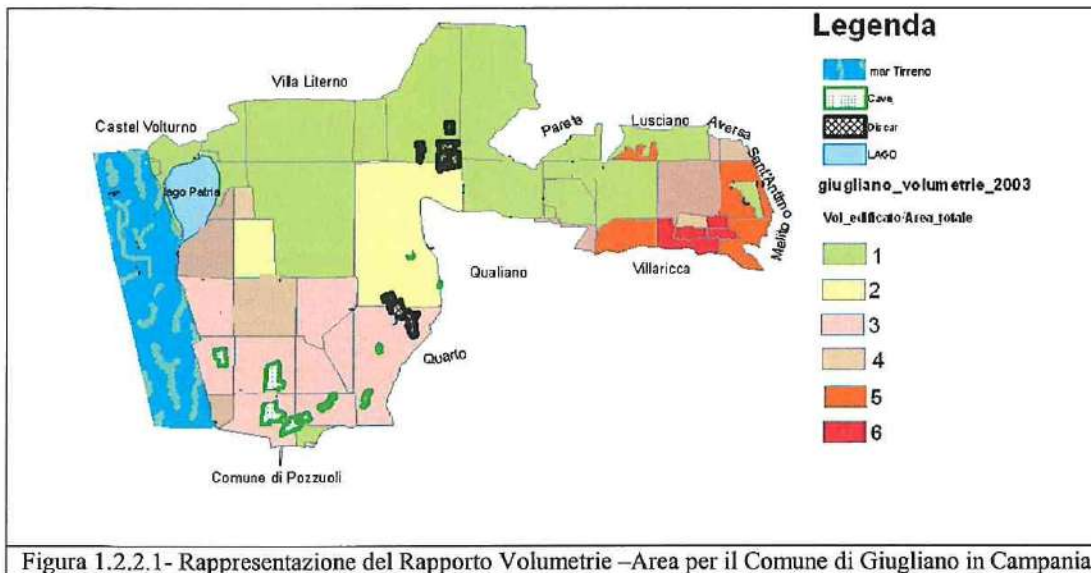 Legenda
mar Tirreno
Cave
Discar
LAGO
giugliano_volumetrie_2003
Vol_edificato/Area_totale
1
2
3
4
5
6
Villa Literno
Castel Volturno
lago Patria
Parete
Lusciano
Aversa
Sant'Antimo
Melito
Villaricca
Qualiano
Quarto
Comune di Pozzuoli
Figura 1.2.2.1- Rappresentazione del Rapporto Volumetrie –Area per il Comune di Giugliano in Campania